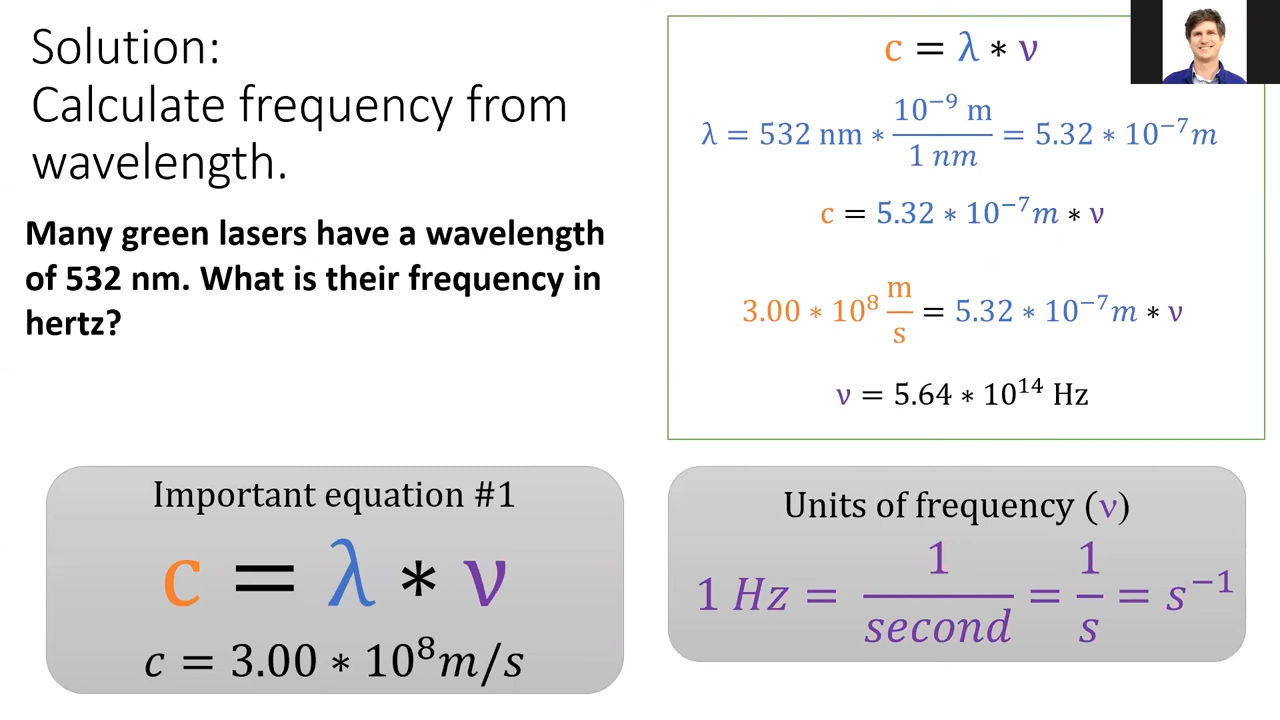 Solution:
Calculate frequency from
wavelength.
Many green lasers have a wavelength
of 532 nm. What is their frequency in
hertz?
c = λ ∗ ν
λ = 532 nm ∗ 10⁻⁹ m / 1 nm = 5.32 ∗ 10⁻⁷m
c = 5.32 ∗ 10⁻⁷m ∗ ν
3.00 ∗ 10⁸ m/s = 5.32 ∗ 10⁻⁷m ∗ ν
ν = 5.64 ∗ 10¹⁴ Hz
Important equation #1
c = λ ∗ ν
c = 3.00 ∗ 10⁸m/s
Units of frequency (ν)
1 Hz = 1/second = 1/s = s⁻¹